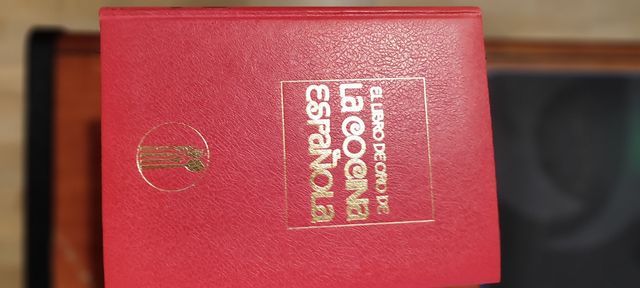 EL LIBRO DE ORO DE
La COCINa
ESPaÑOLa